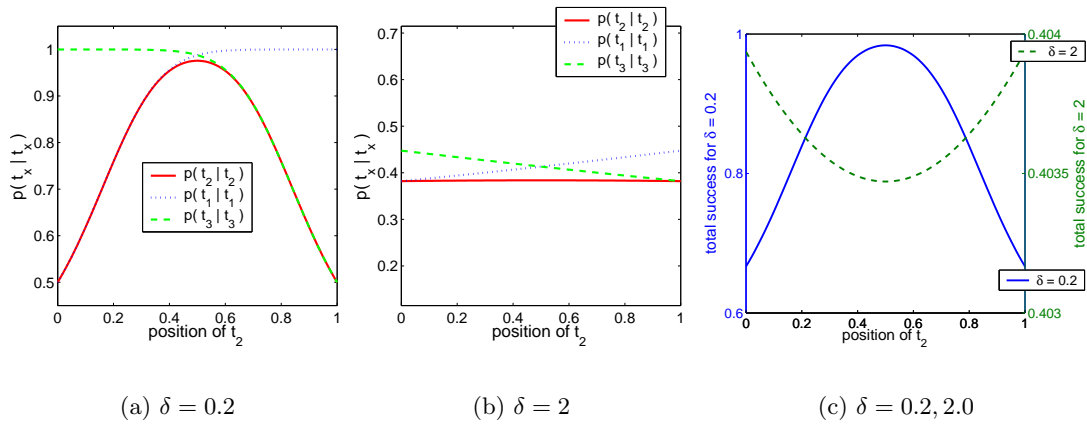 1
0.9
0.8
0.7
0.6
0.5
p( t_x | t_x )
p( t_2 | t_2 )
p( t_1 | t_1 )
p( t_3 | t_3 )
0 0.2 0.4 0.6 0.8 1
position of t_2
(a) δ = 0.2
0.7
0.6
0.5
0.4
0.3
0.2
p( t_x | t_x )
p( t_2 | t_2 )
p( t_1 | t_1 )
p( t_3 | t_3 )
0 0.2 0.4 0.6 0.8 1
position of t_2
(b) δ = 2
1
0.8
0.6
total success for δ = 0.2
0.404
0.4035
0.403
total success for δ = 2
δ = 2
δ = 0.2
0 0.2 0.4 0.6 0.8 1
position of t_2
(c) δ = 0.2, 2.0